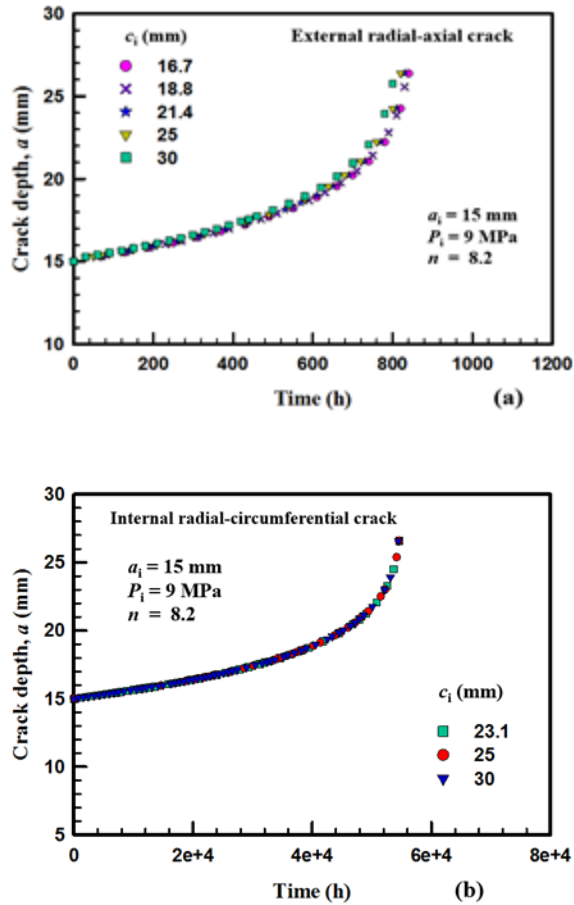 30
c_i (mm)
External radial-axial crack
16.7
18.8
21.4
25
30
25
20
15
10
Crack depth, a (mm)
a_i = 15 mm
P_i = 9 MPa
n = 8.2
0 200 400 600 800 1000 1200
Time (h)
(a)
30
Internal radial-circumferential crack
a_i = 15 mm
P_i = 9 MPa
n = 8.2
25
20
15
10
5
Crack depth, a (mm)
c_i (mm)
23.1
25
30
0 2e+4 4e+4 6e+4 8e+4
Time (h)
(b)